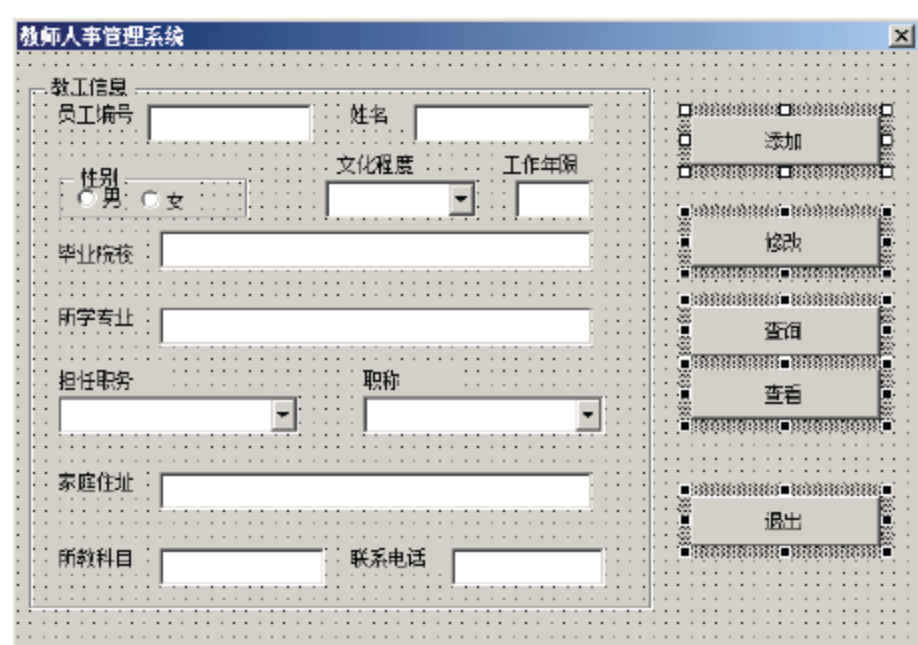 教师人事管理系统
教工信息
员工编号 姓名
添加
性别 文化程度 工作年限
男 女
毕业院校
修改
所学专业
查询
担任职务 职称
查看
家庭住址
退出
所教科目 联系电话